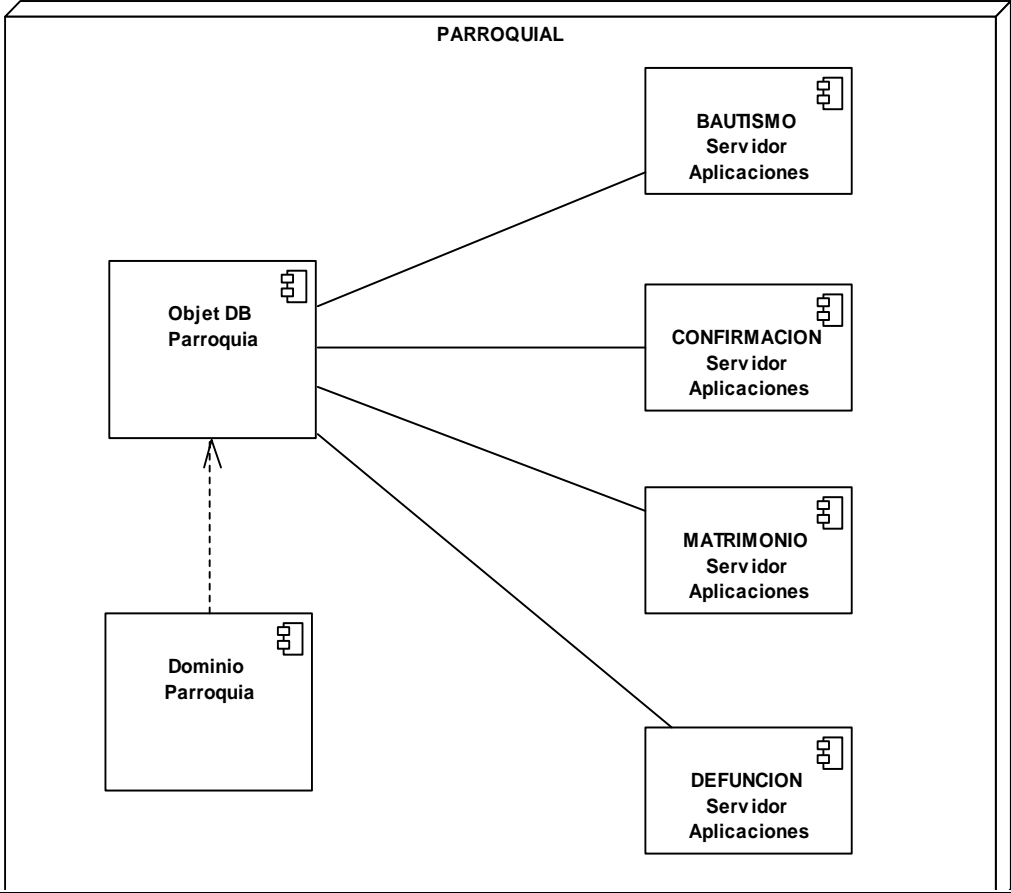 PARROQUIAL
BAUTISMO
Servidor
Aplicaciones
Objet DB
Parroquia
CONFIRMACION
Servidor
Aplicaciones
MATRIMONIO
Servidor
Aplicaciones
Dominio
Parroquia
DEFUNCION
Servidor
Aplicaciones